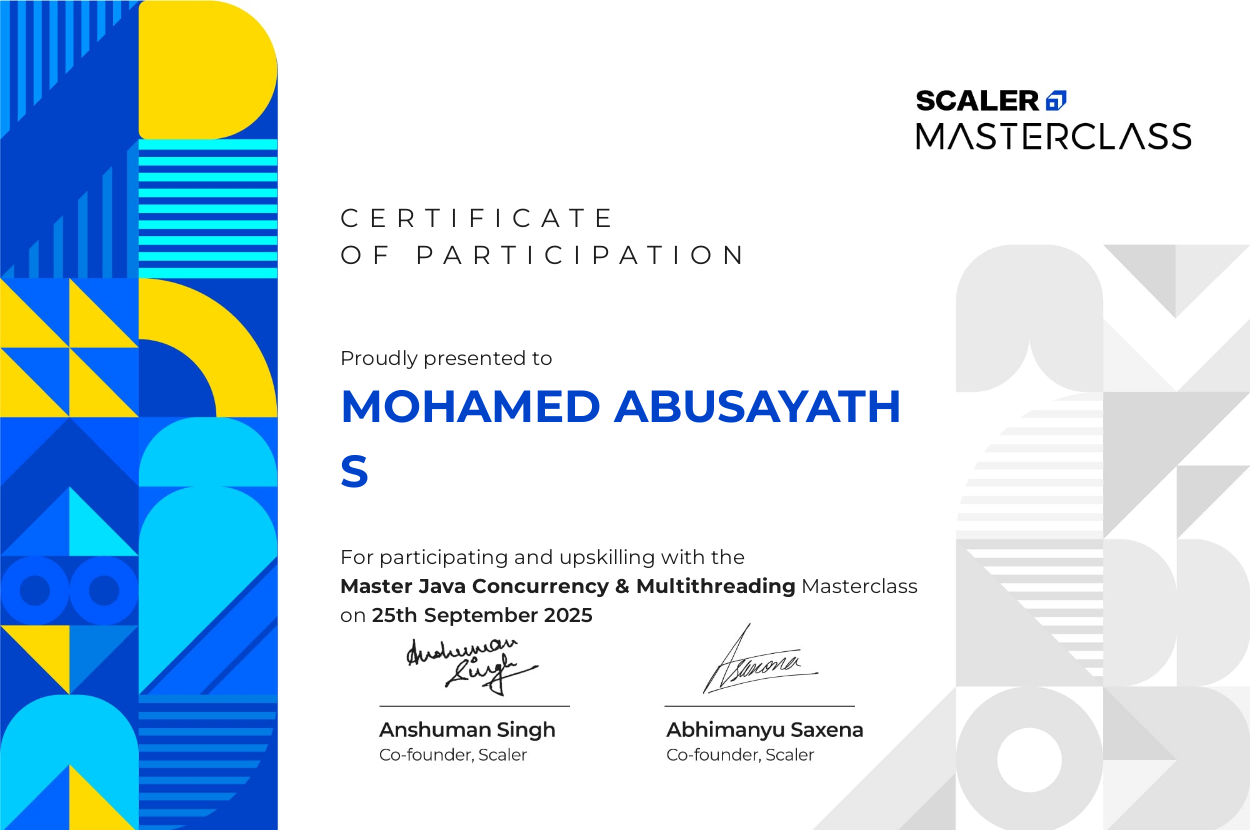 SCALER
MASTERCLASS
CERTIFICATE
OF PARTICIPATION
Proudly presented to
MOHAMED ABUSAYATH
S
For participating and upskilling with the
Master Java Concurrency & Multithreading Masterclass
on 25th September 2025
Anshuman
Singh
Asaxena
Anshuman Singh
Co-founder, Scaler
Abhimanyu Saxena
Co-founder, Scaler